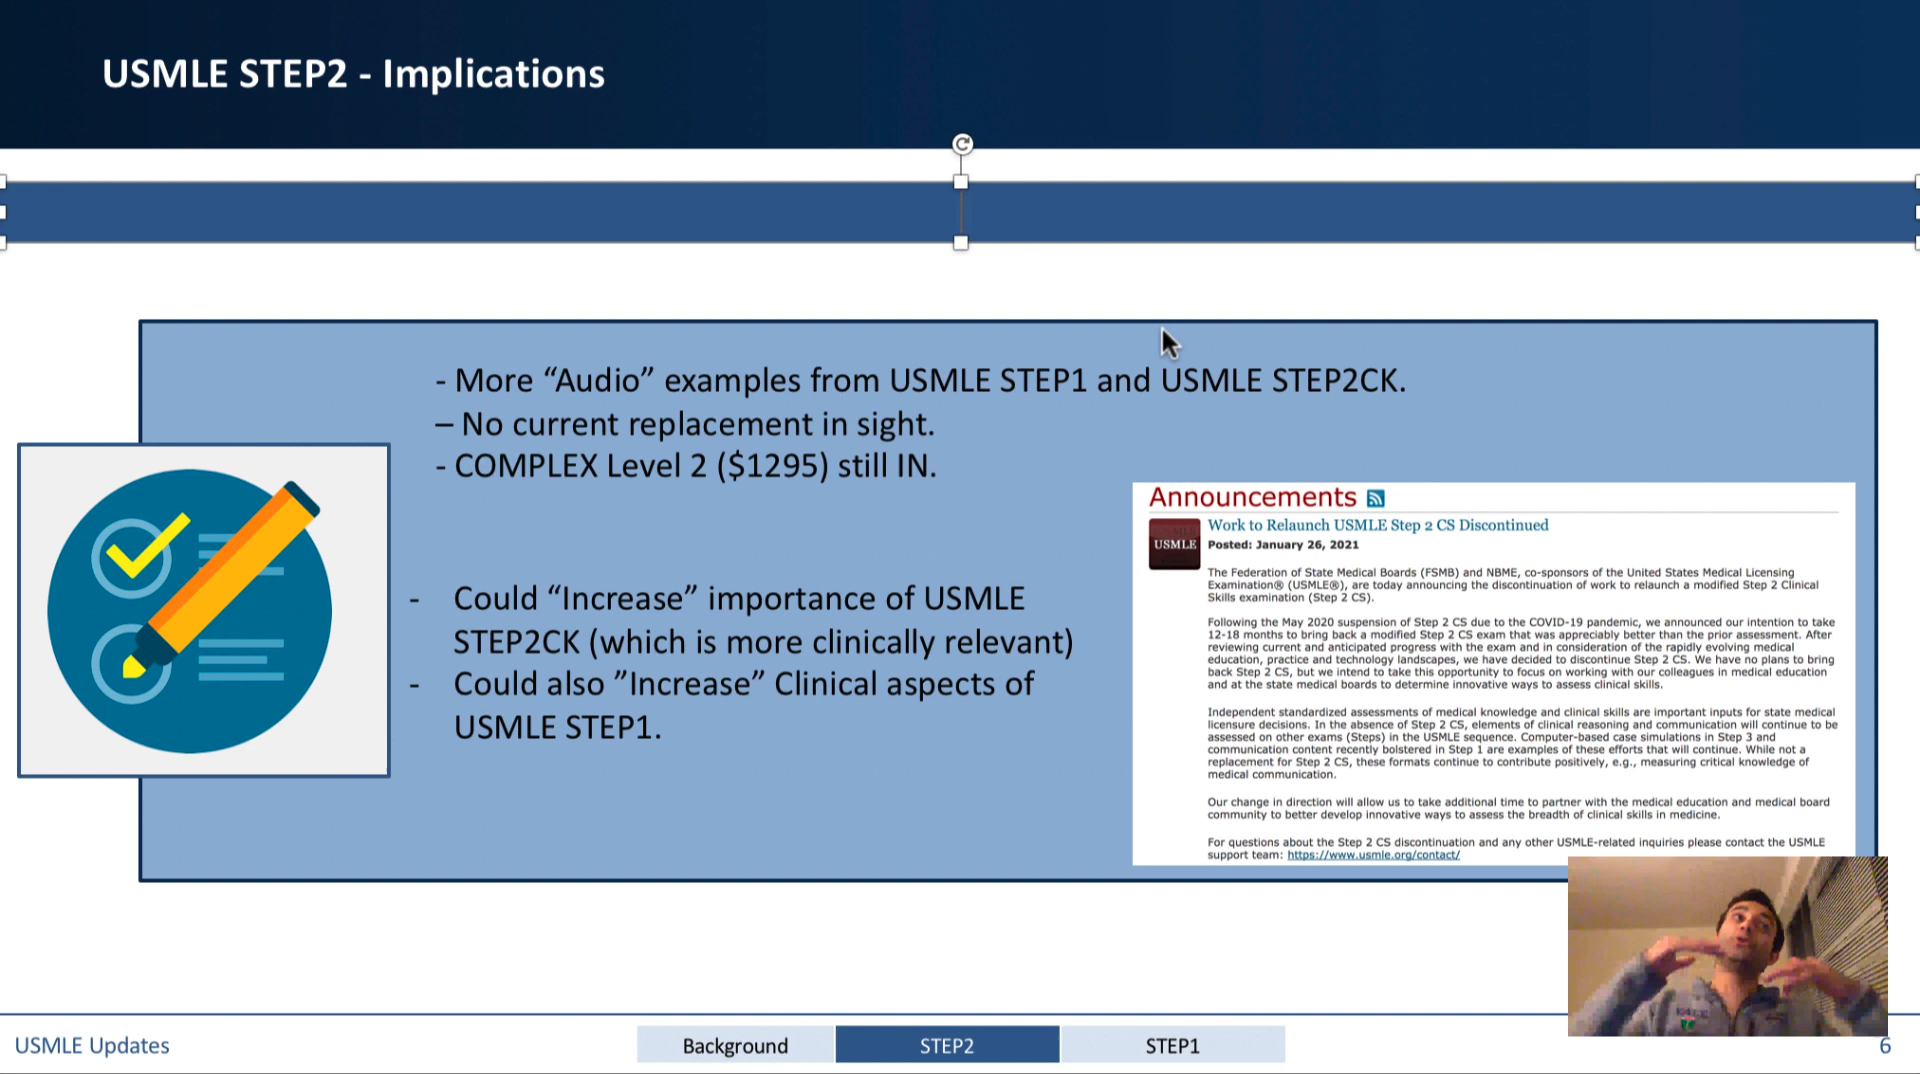 USMLE STEP2 - Implications
- More “Audio” examples from USMLE STEP1 and USMLE STEP2CK.
– No current replacement in sight.
- COMPLEX Level 2 ($1295) still IN.
- Could “Increase” importance of USMLE
STEP2CK (which is more clinically relevant)
- Could also ”Increase” Clinical aspects of
USMLE STEP1.
Announcements
USMLE
Work to Relaunch USMLE Step 2 CS Discontinued
Posted: January 26, 2021
The Federation of State Medical Boards (FSMB) and NBME, co-sponsors of the United States Medical Licensing
Examination® (USMLE®), are today announcing the discontinuation of work to relaunch a modified Step 2 Clinical
Skills examination (Step 2 CS).
Following the May 2020 suspension of Step 2 CS due to the COVID-19 pandemic, we announced our intention to take
12-18 months to bring back a modified Step 2 CS exam that was appreciably better than the prior assessment. After
reviewing current and anticipated progress with the exam and in consideration of the rapidly evolving medical
education, practice and technology landscapes, we have decided to discontinue Step 2 CS. We have no plans to bring
back Step 2 CS, but we intend to take this opportunity to focus on working with our colleagues in medical education
and at the state medical boards to determine innovative ways to assess clinical skills.
Independent standardized assessments of medical knowledge and clinical skills are important inputs for state medical
licensure decisions. In the absence of Step 2 CS, elements of clinical reasoning and communication will continue to be
assessed on other exams (Steps) in the USMLE sequence. Computer-based case simulations in Step 3 and
communication content recently bolstered in Step 1 are examples of these efforts that will continue. While not a
replacement for Step 2 CS, these formats continue to contribute positively, e.g., measuring critical knowledge of
medical communication.
Our change in direction will allow us to take additional time to partner with the medical education and medical board
community to better develop innovative ways to assess the breadth of clinical skills in medicine.
For questions about the Step 2 CS discontinuation and any other USMLE-related inquiries please contact the USMLE
support team: https://www.usmle.org/contact/
USMLE Updates
Background
STEP2
STEP1
6